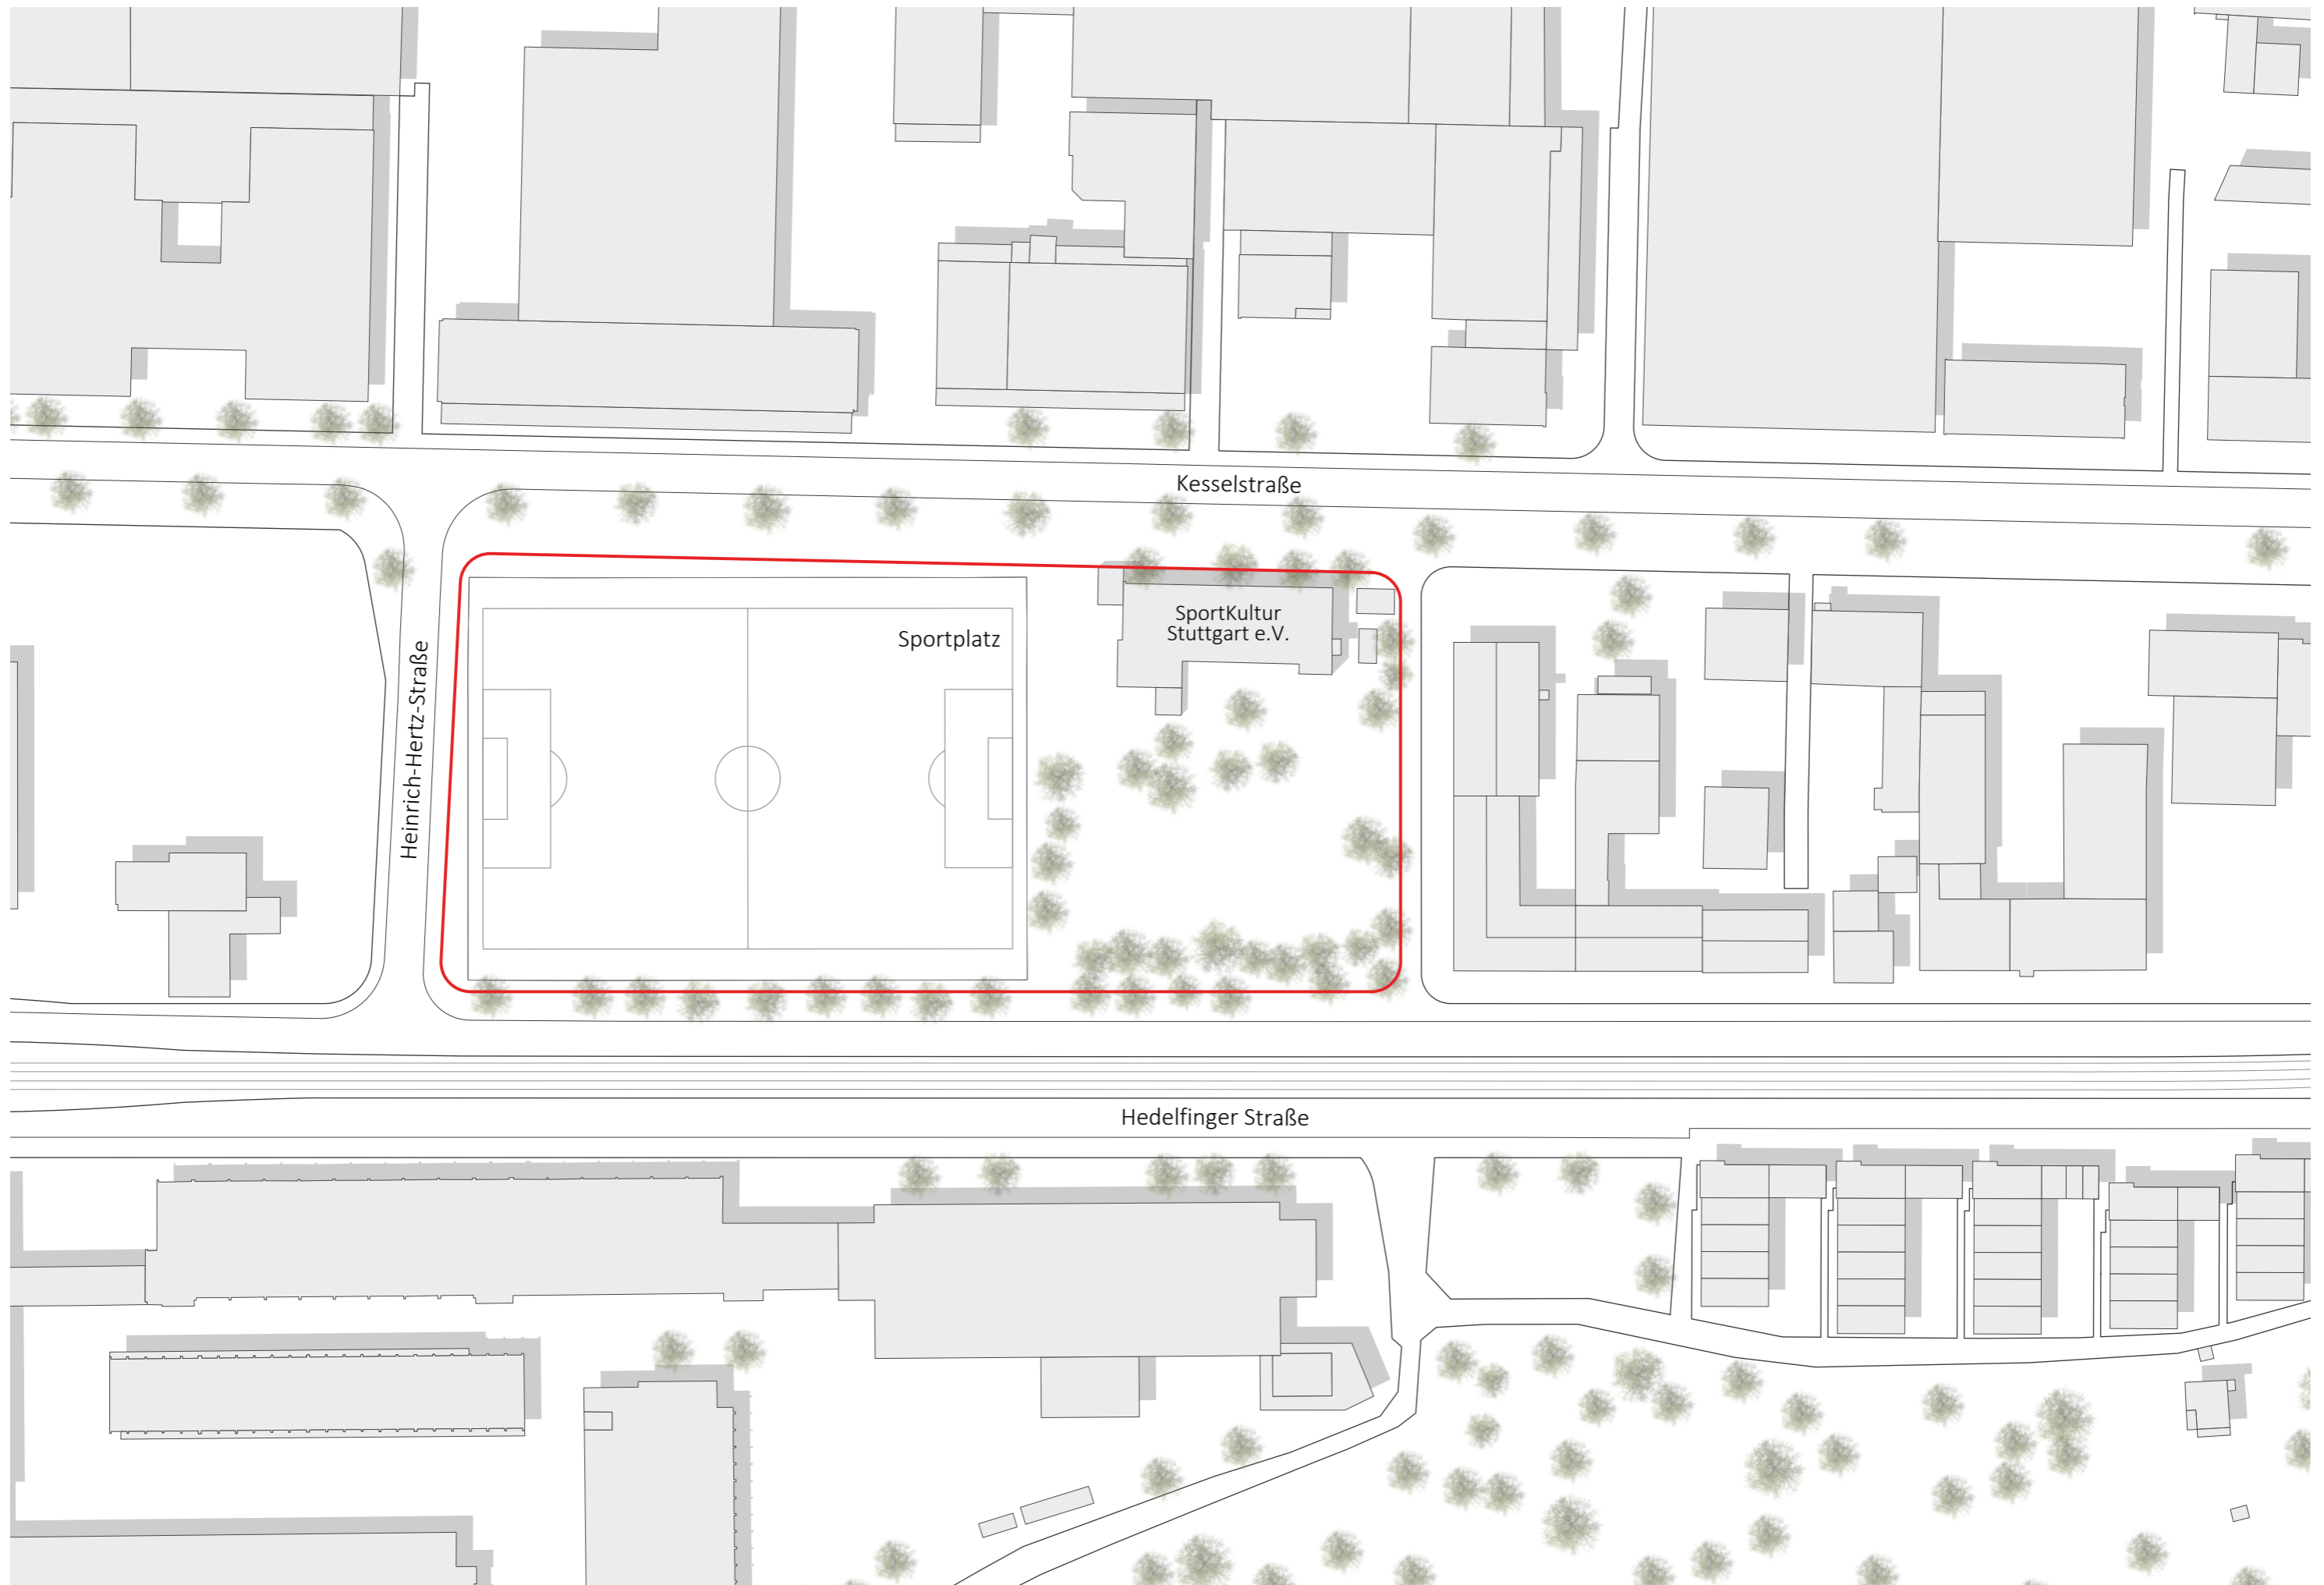 Kesselstraße
SportKultur
Stuttgart e.V.
Sportplatz
Heinrich-Hertz-Straße
Hedelfinger Straße